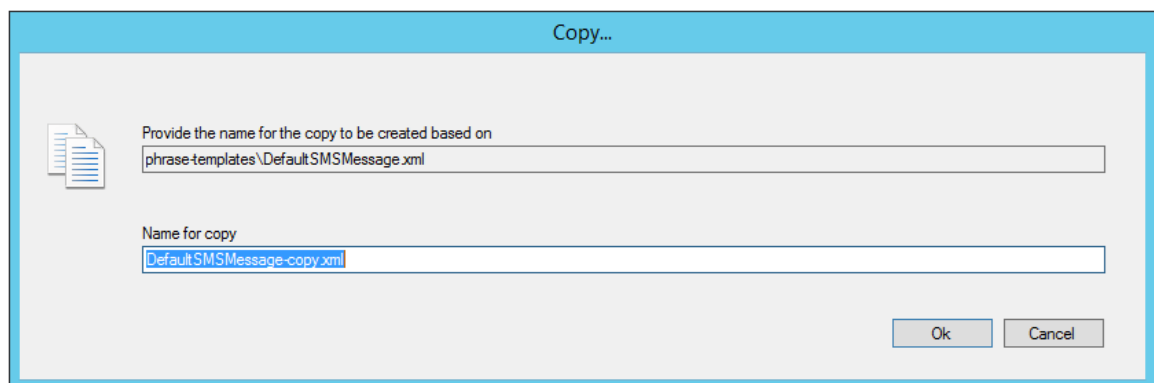 Copy...
Provide the name for the copy to be created based on
phrase-templates\DefaultSMSMessage.xml
Name for copy
DefaultSMSMessage-copy.xml
Ok
Cancel